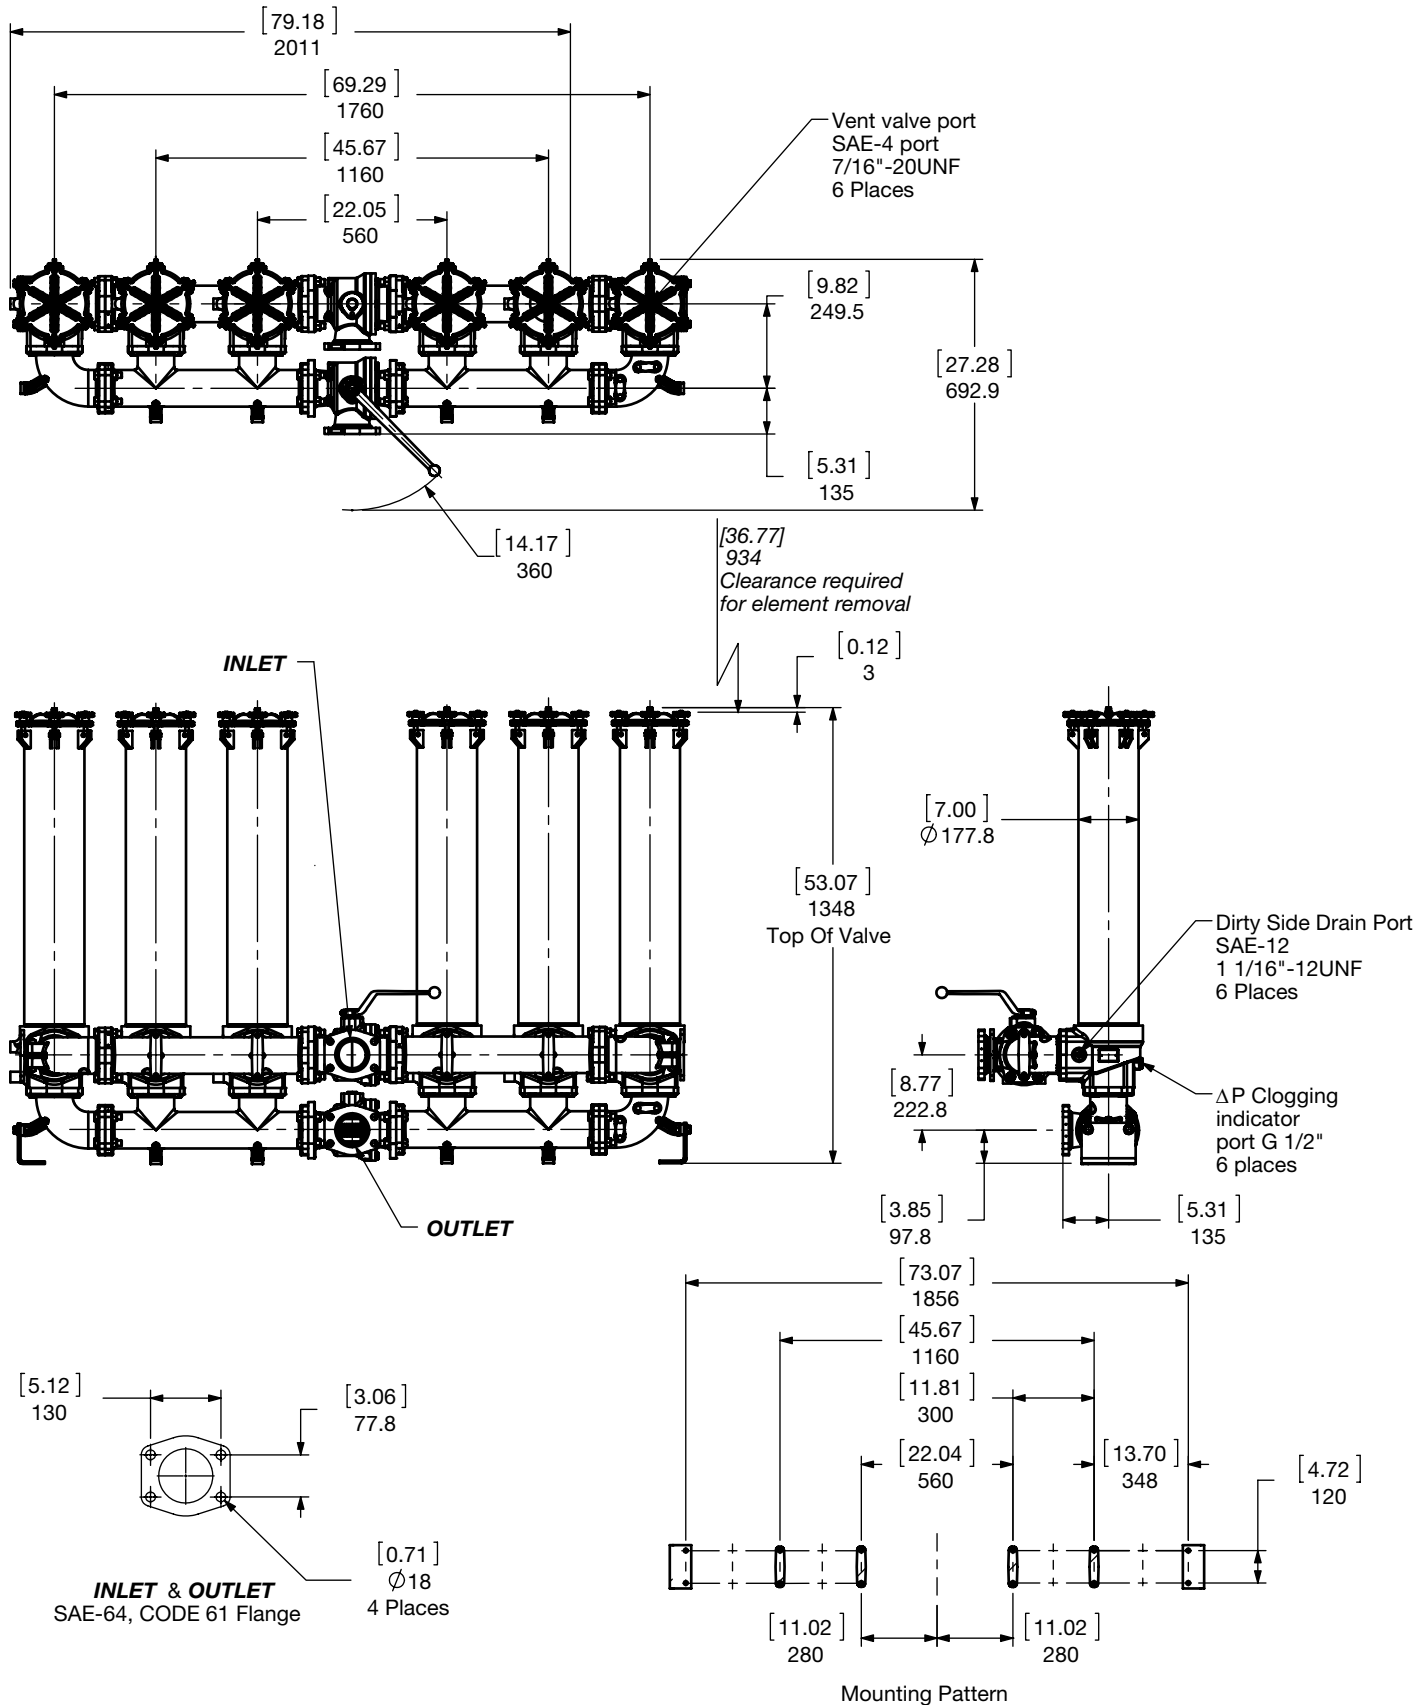 [79.18]
2011
[69.29]
1760
[45.67]
1160
[22.05]
560
Vent valve port
SAE-4 port
7/16"-20UNF
6 Places
[9.82]
249.5
[27.28]
692.9
[5.31]
135
[14.17]
360
[36.77]
934
Clearance required
for element removal
[0.12]
3
INLET
[7.00]
∅177.8
[53.07]
1348
Top Of Valve
Dirty Side Drain Port
SAE-12
1 1/16"-12UNF
6 Places
[8.77]
222.8
ΔP Clogging
indicator
port G 1/2"
6 places
OUTLET
[3.85]
97.8
[5.31]
135
[73.07]
1856
[45.67]
1160
[11.81]
300
[22.04]
560
[13.70]
348
[4.72]
120
[5.12]
130
[3.06]
77.8
[0.71]
∅18
4 Places
INLET & OUTLET
SAE-64, CODE 61 Flange
[11.02]
280
[11.02]
280
Mounting Pattern